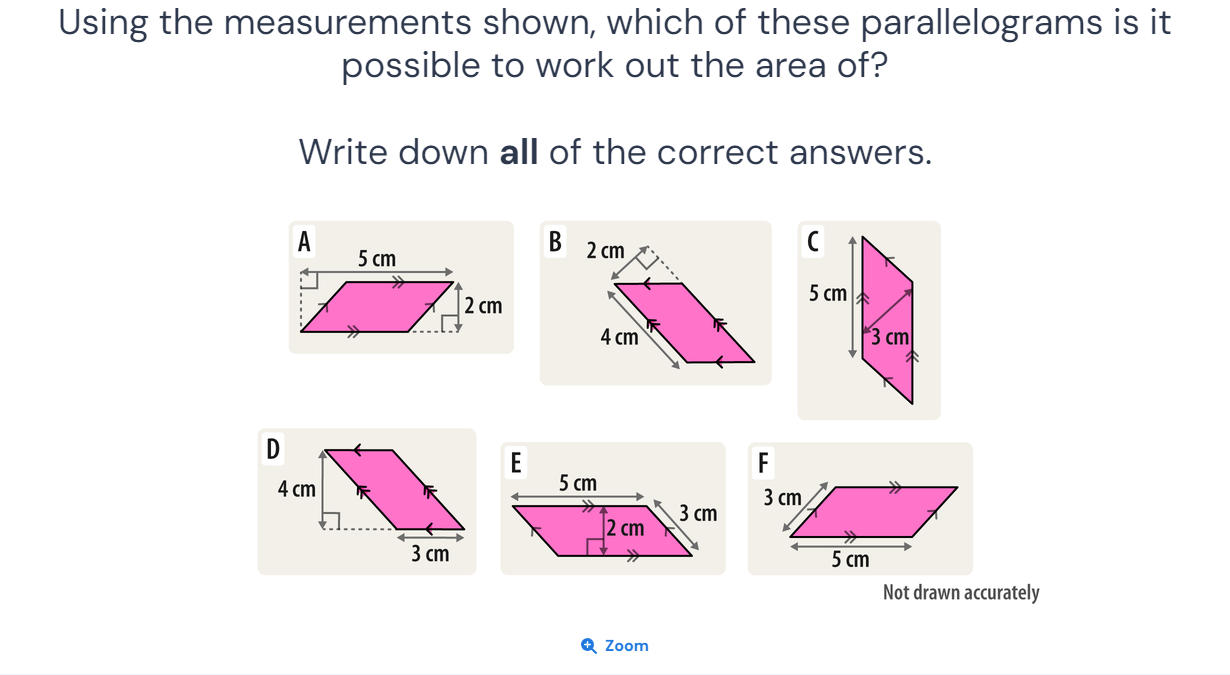 Using the measurements shown, which of these parallelograms is it
possible to work out the area of?
Write down all of the correct answers.
A
5 cm
2 cm
B
2 cm
4 cm
C
5 cm
3 cm
D
4 cm
3 cm
E
5 cm
2 cm
3 cm
F
3 cm
5 cm
Not drawn accurately
Zoom